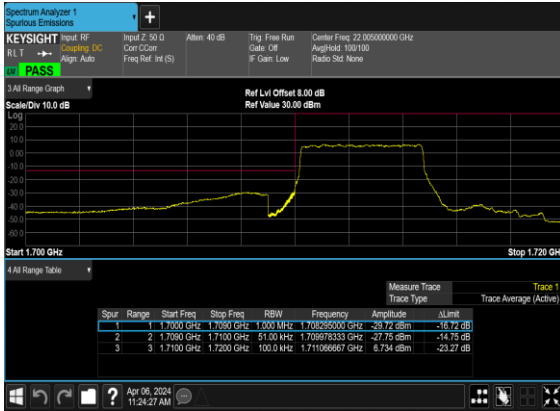 Spectrum Analyzer 1
Spurious Emissions
+
KEYSIGHT Input: RF Input Z: 50 Ω Atten: 40 dB Trig: Free Run Center Freq: 22.005000000 GHz
RLT Coupling: DC Corr CCorr Gate: Off Avg|Hold: 100/100
Align: Auto Freq Ref: Int (S) IF Gain: Low Radio Std: None
PASS
3 All Range Graph
Ref Lvl Offset 8.00 dB
Scale/Div 10.0 dB Ref Value 30.00 dBm
Log
20.0
10.0
0.00
-10.0
-20.0
-30.0
-40.0
-50.0
-60.0
Start 1.700 GHz Stop 1.720 GH
4 All Range Table
Measure Trace Trace 1
Trace Type Trace Average (Active)
Spur Range Start Freq Stop Freq RBW Frequency Amplitude ΔLimit
1 1 1.7000 GHz 1.7090 GHz 1.000 MHz 1.708295000 GHz -29.72 dBm -16.72 dB
2 2 1.7090 GHz 1.7100 GHz 51.00 kHz 1.709978333 GHz -27.75 dBm -14.75 dB
3 3 1.7100 GHz 1.7200 GHz 100.0 kHz 1.711066667 GHz 6.734 dBm -23.27 dB
? Apr 06, 2024
11:24:27 AM